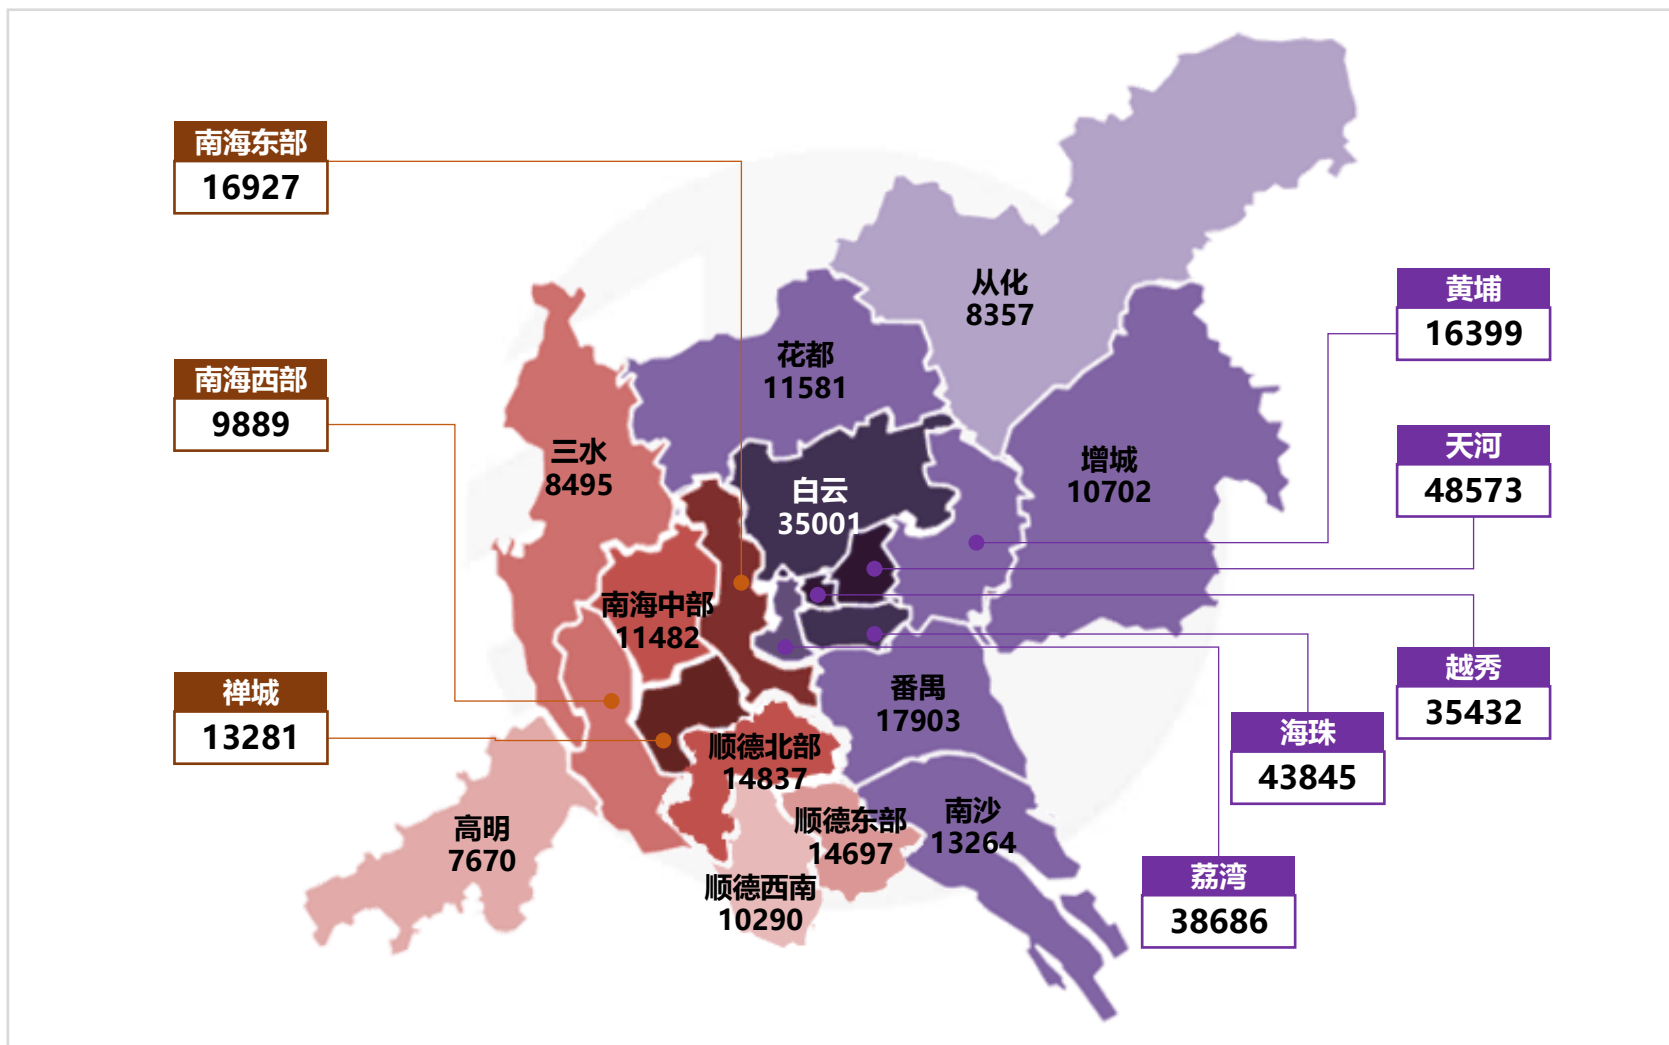 南海东部
16927
南海西部
9889
禅城
13281
从化
8357
花都
11581
三水
8495
白云
35001
增城
10702
南海中部
11482
番禺
17903
顺德北部
14837
顺德东部
14697
南沙
13264
高明
7670
顺德西南
10290
黄埔
16399
天河
48573
越秀
35432
海珠
43845
荔湾
38686